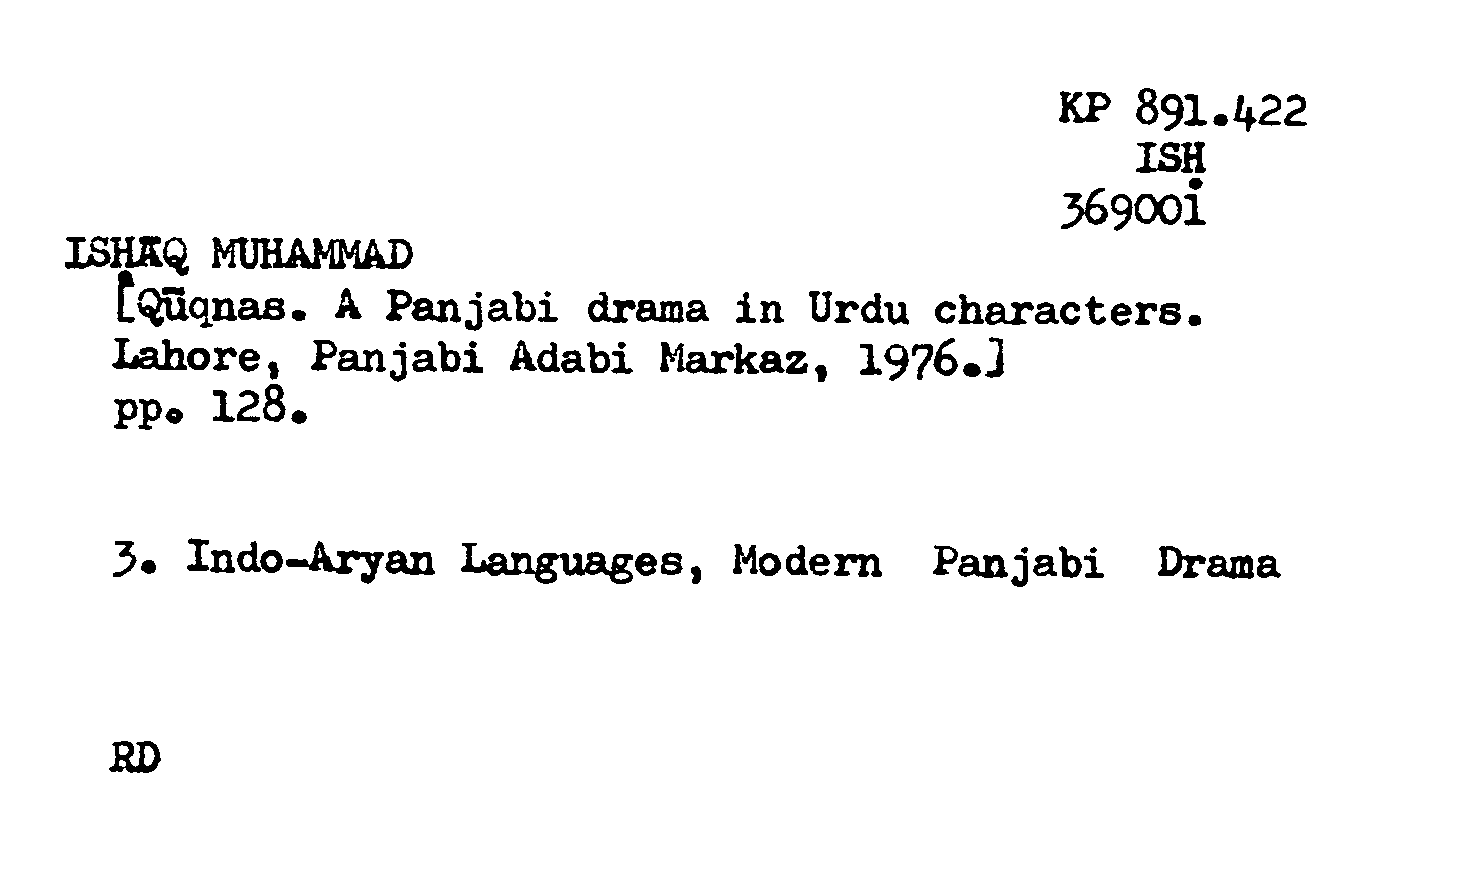 KP 891.422
ISH
369001
ISHĀQ MUHAMMAD
[Qūqnas. A Panjabi drama in Urdu characters.
Lahore, Panjabi Adabi Markaz, 1976.]
pp. 128.
3. Indo-Aryan Languages, Modern Panjabi Drama
RD